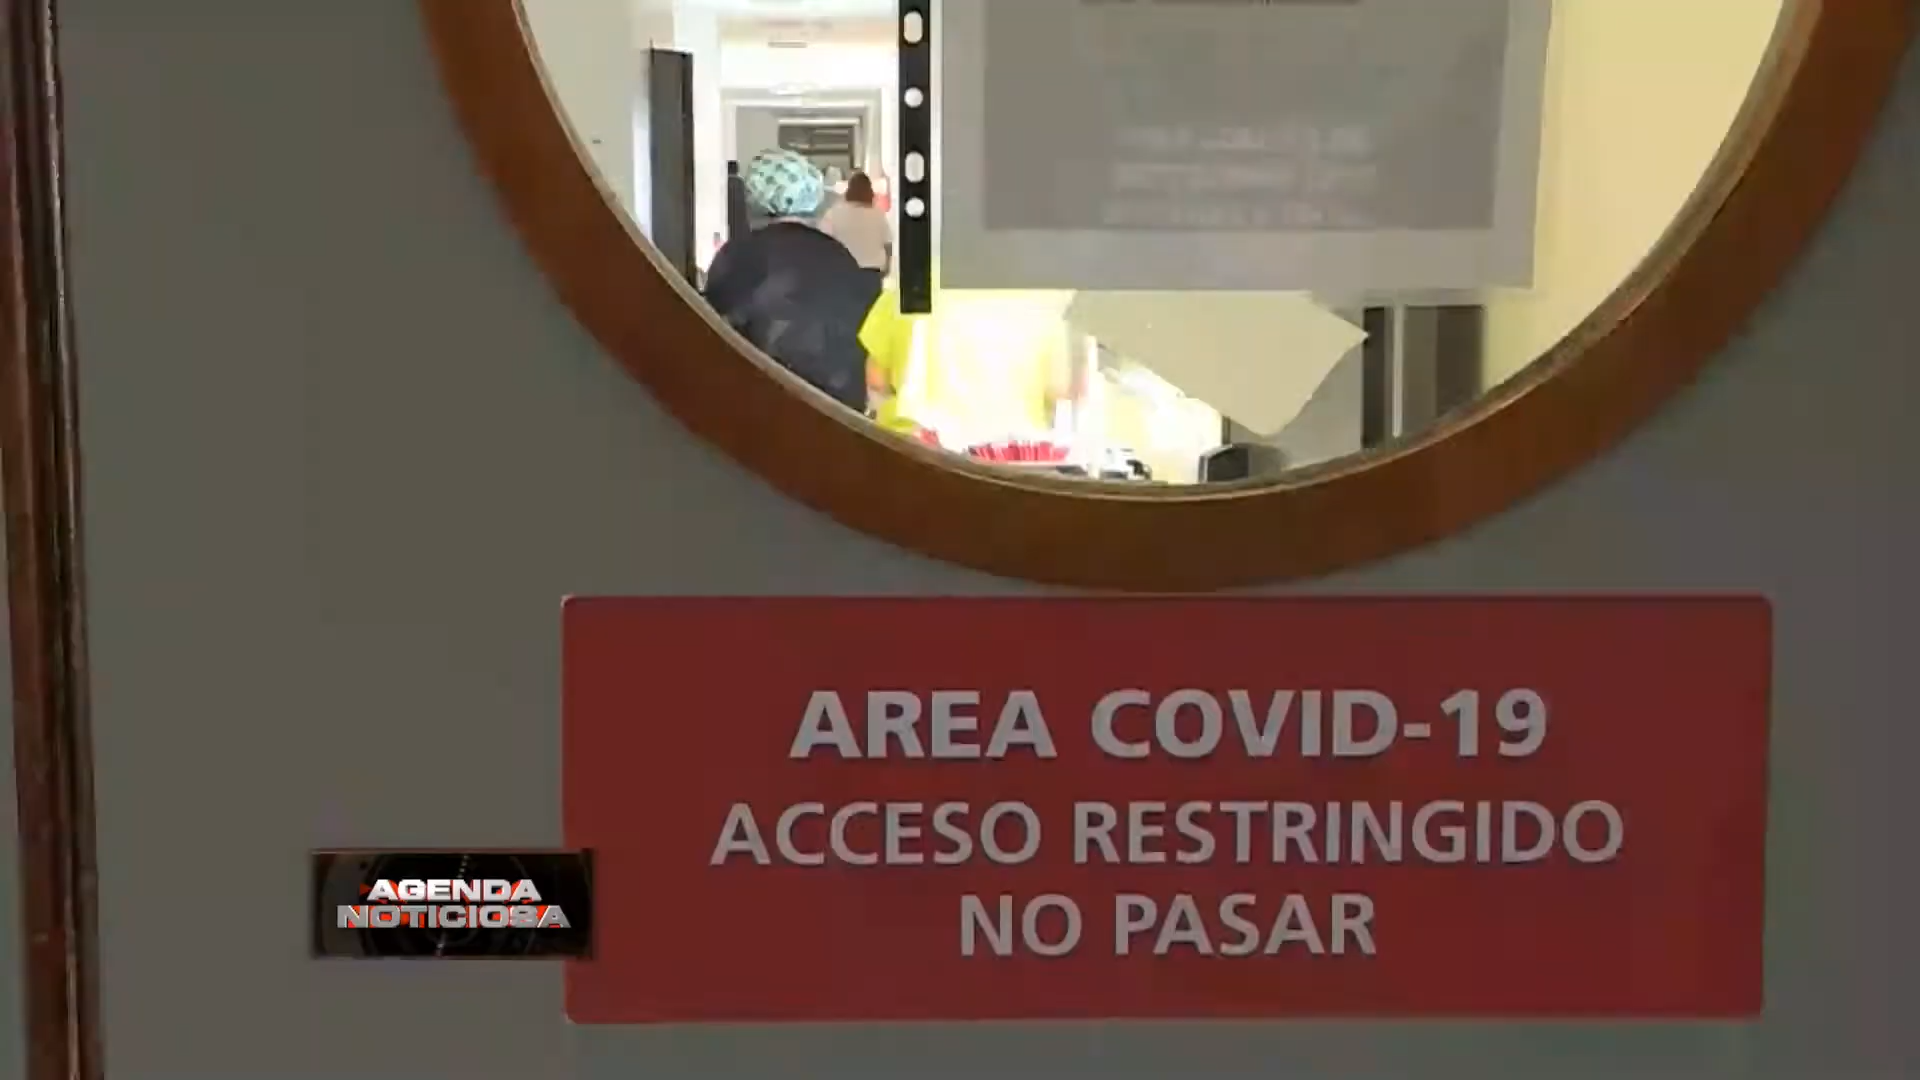 AREA COVID-19
ACCESO RESTRINGIDO
NO PASAR
AGENDA
NOTICIOSA